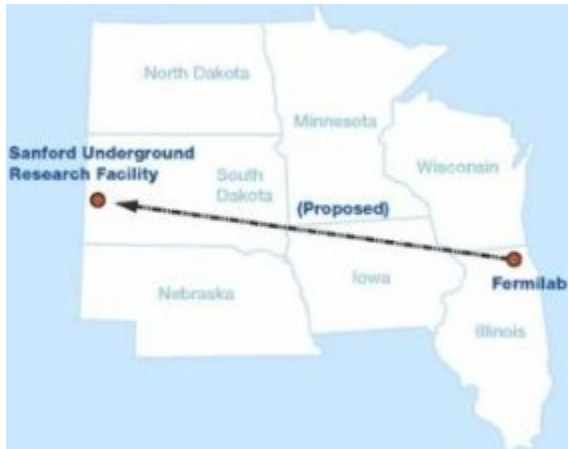 North Dakota
Minnesota
Sanford Underground
Research Facility
South
Dakota
Wisconsin
(Proposed)
Iowa
Fermilab
Nebraska
Illinois